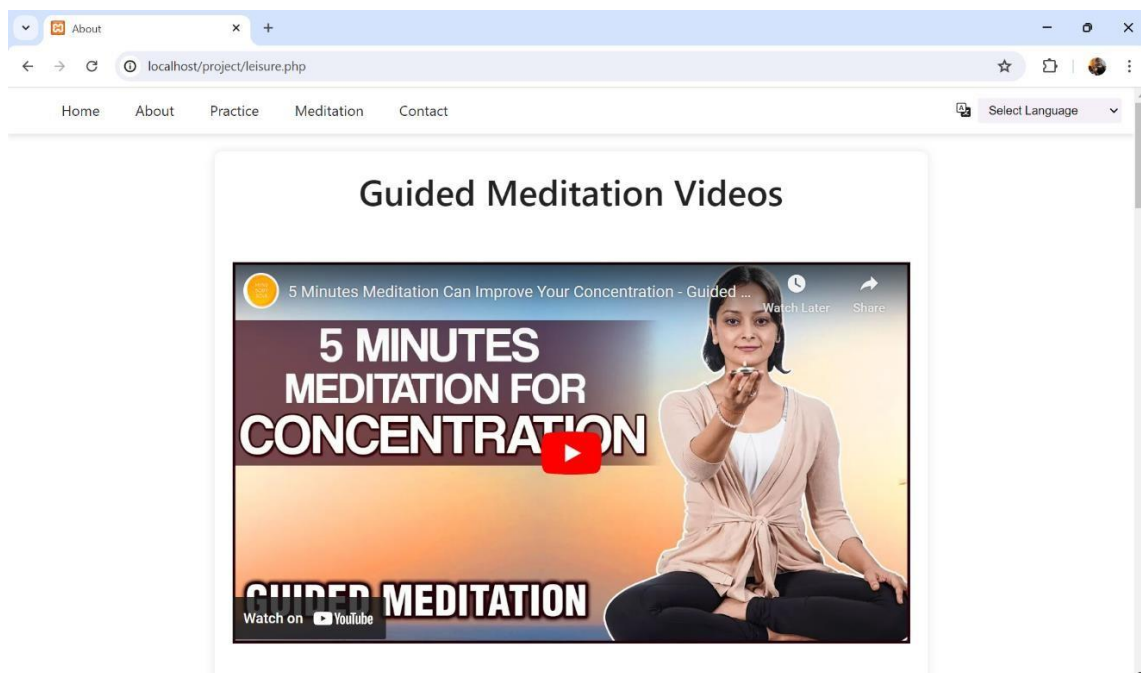 About
localhost/project/leisure.php
Home About Practice Meditation Contact Select Language
Guided Meditation Videos
5 Minutes Meditation Can Improve Your Concentration - Guided ...
Watch Later Share
5 MINUTES
MEDITATION FOR
CONCENTRATION
GUIDED MEDITATION
Watch on YouTube